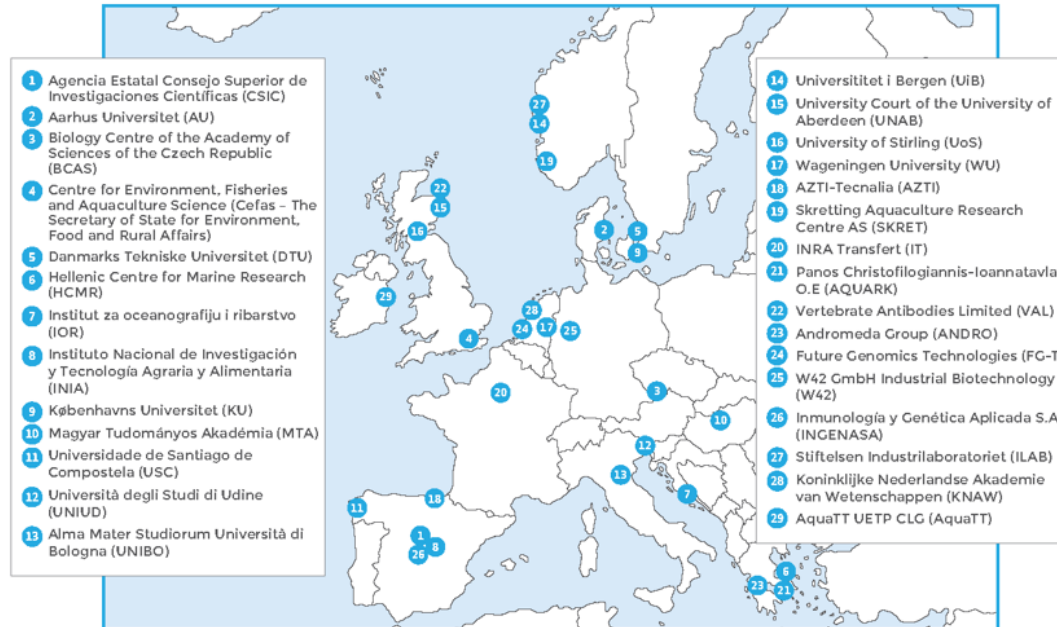 1 Agencia Estatal Consejo Superior de
Investigaciones Científicas (CSIC)
2 Aarhus Universitet (AU)
3 Biology Centre of the Academy of
Sciences of the Czech Republic
(BCAS)
4 Centre for Environment, Fisheries
and Aquaculture Science (Cefas – The
Secretary of State for Environment,
Food and Rural Affairs)
5 Danmarks Tekniske Universitet (DTU)
6 Hellenic Centre for Marine Research
(HCMR)
7 Institut za oceanografiju i ribarstvo
(IOR)
8 Instituto Nacional de Investigación
y Tecnología Agraria y Alimentaria
(INIA)
9 Københavns Universitet (KU)
10 Magyar Tudományos Akadémia (MTA)
11 Universidade de Santiago de
Compostela (USC)
12 Università degli Studi di Udine
(UNIUD)
13 Alma Mater Studiorum Università di
Bologna (UNIBO)
27
14
19
22
15
16
2
5
9
29
28
24
17
25
4
20
3
10
12
13
7
18
11
1
8
26
6
23
21
14 Universititet i Bergen (UiB)
15 University Court of the University of
Aberdeen (UNAB)
16 University of Stirling (UoS)
17 Wageningen University (WU)
18 AZTI-Tecnalia (AZTI)
19 Skretting Aquaculture Research
Centre AS (SKRET)
20 INRA Transfert (IT)
21 Panos Christofilogiannis-Ioannatavla
O.E (AQUARK)
22 Vertebrate Antibodies Limited (VAL)
23 Andromeda Group (ANDRO)
24 Future Genomics Technologies (FG-T
25 W42 GmbH Industrial Biotechnology
(W42)
26 Inmunología y Genética Aplicada S.A
(INGENASA)
27 Stiftelsen Industrilaboratoriet (ILAB)
28 Koninklijke Nederlandse Akademie
van Wetenschappen (KNAW)
29 AquaTT UETP CLG (AquaTT)